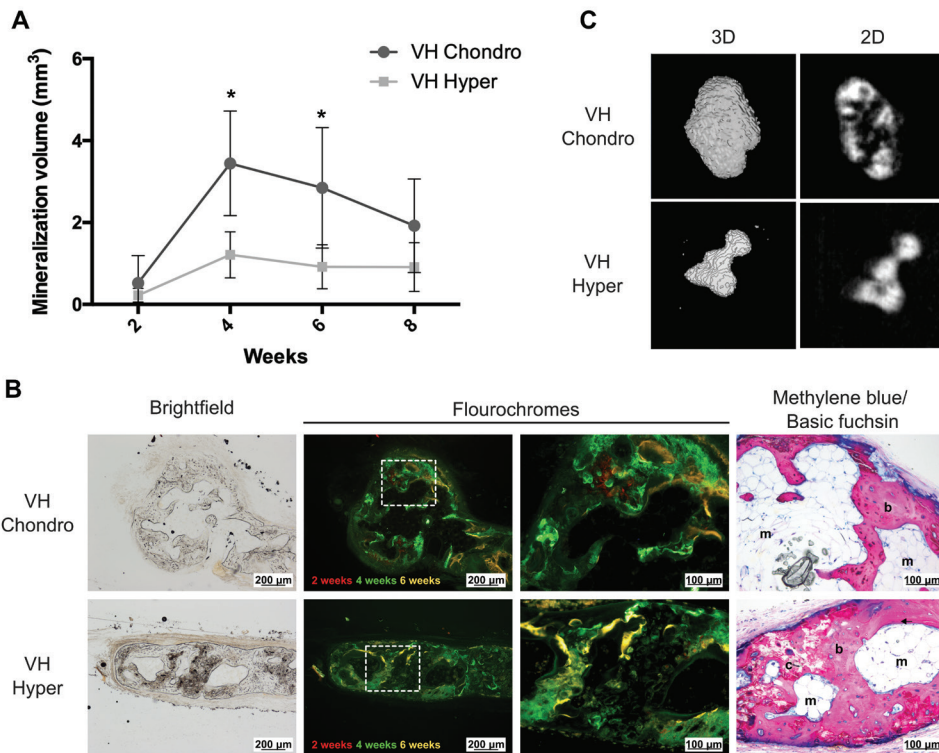 A
Mineralization volume (mm³)
6
4
2
0
2
4
6
8
Weeks
VH Chondro
VH Hyper
*
*
C
3D
2D
VH
Chondro
VH
Hyper
B
Brightfield
Flourochromes
Methylene blue/
Basic fuchsin
VH
Chondro
200 µm
2 weeks 4 weeks 6 weeks
200 µm
100 µm
b
m
m
100 µm
VH
Hyper
200 µm
2 weeks 4 weeks 6 weeks
200 µm
100 µm
b
c
m
m
100 µm